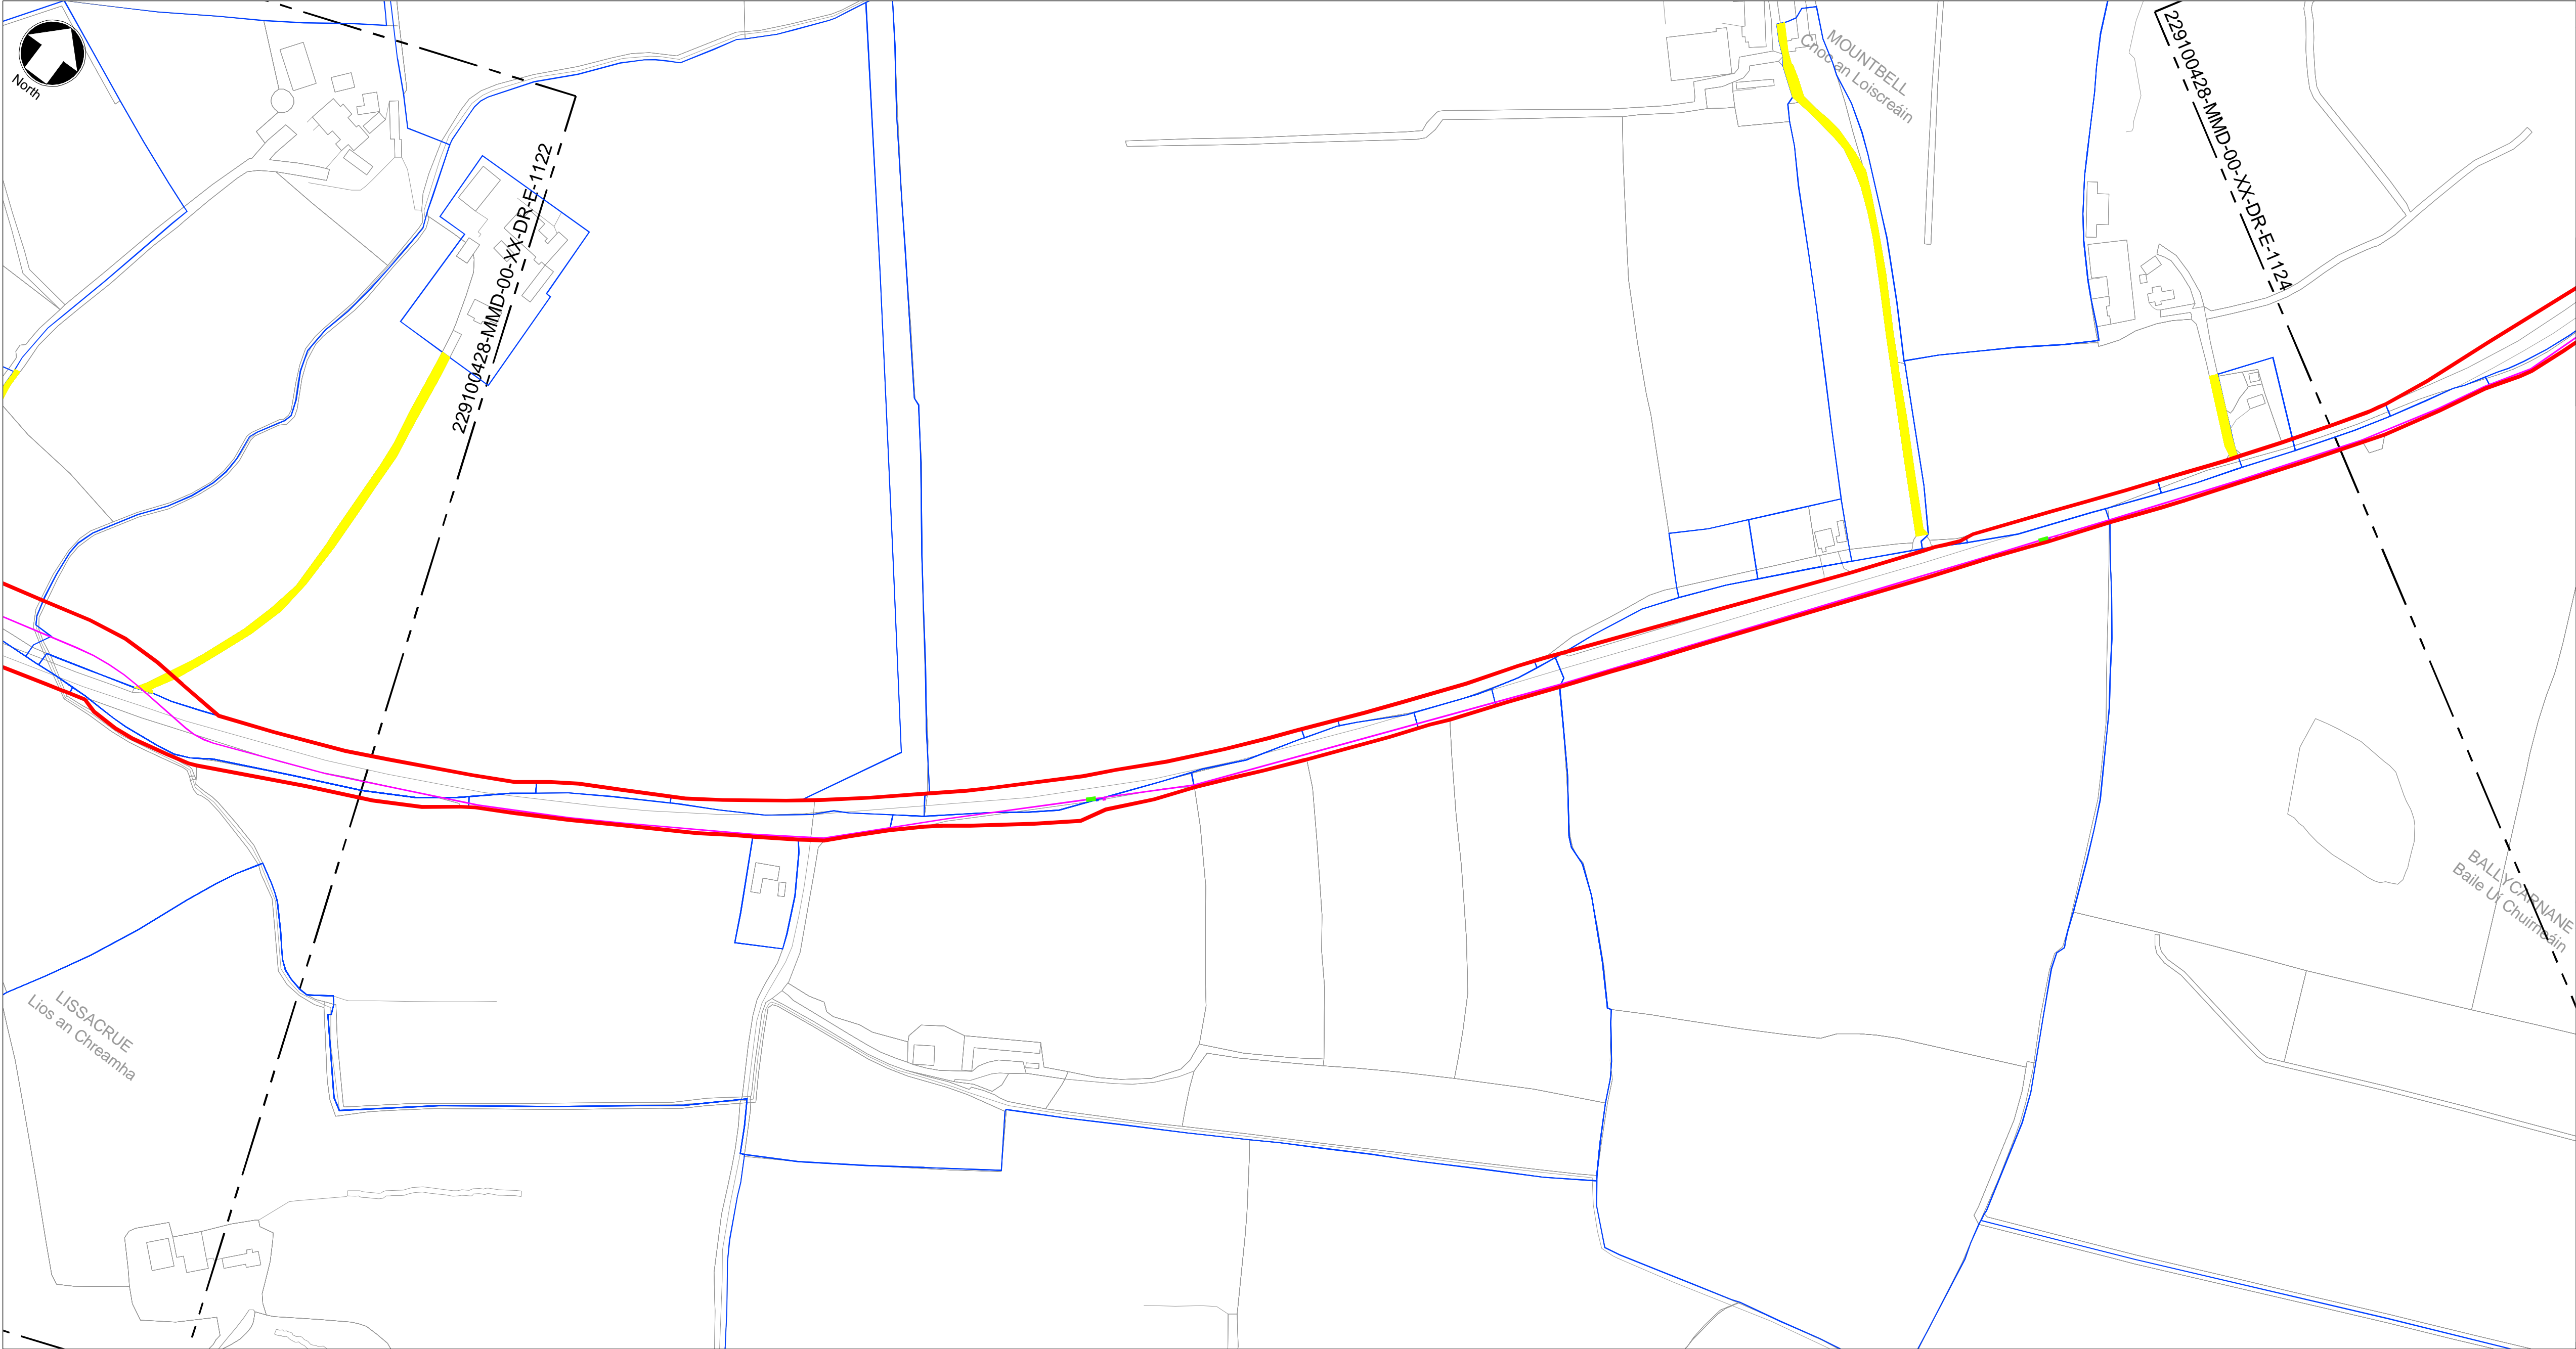 North
229100428-MMD-00-XX-DR-E-1122
MOUNTBELL
Cnoc an Loiscreáin
229100428-MMD-00-XX-DR-E-1124
BALLYCARNANE
Baile Uí Chuirneáin
LISSACRUE
Lios an Chreamha